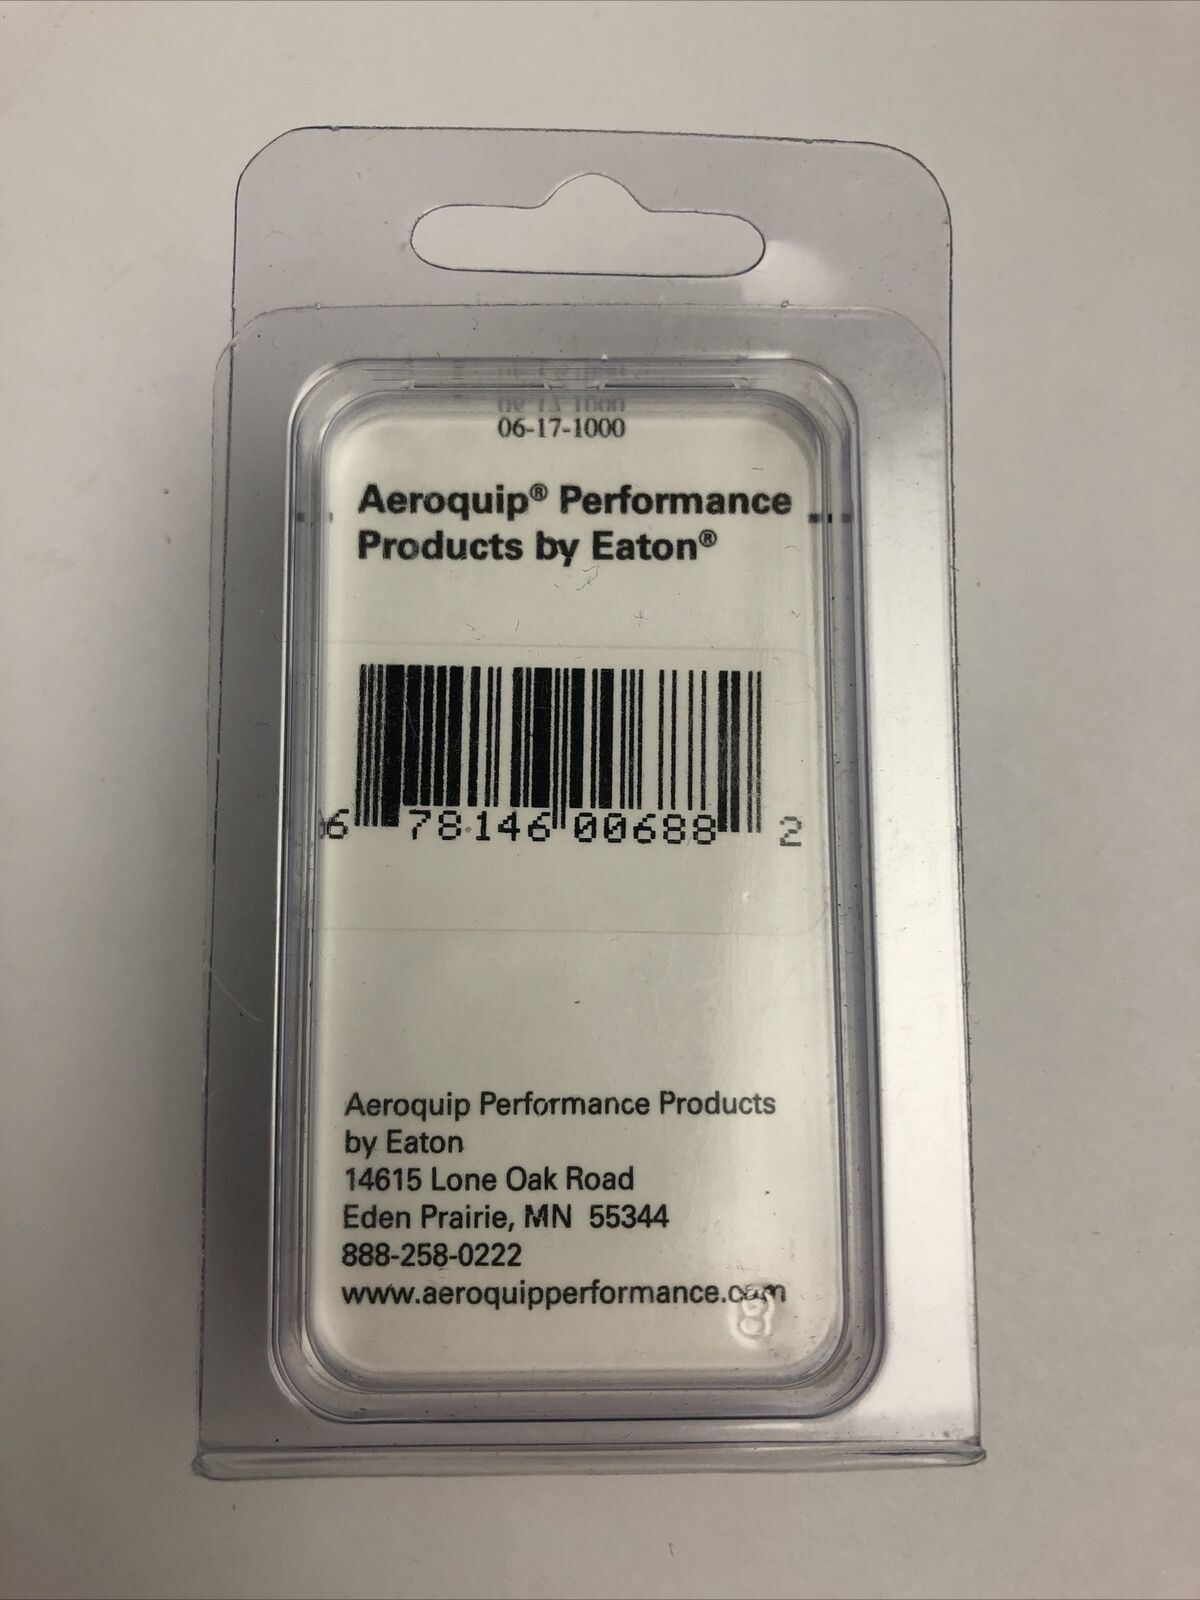 06-17-1000
Aeroquip® Performance
Products by Eaton®
6 78146 00688 2
Aeroquip Performance Products
by Eaton
14615 Lone Oak Road
Eden Prairie, MN 55344
888-258-0222
www.aeroquipperformance.com
8